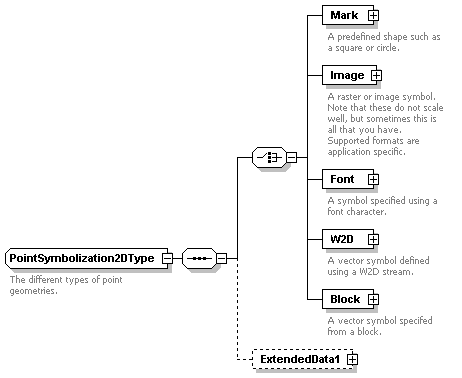 Mark
A predefined shape such as
a square or circle.
Image
A raster or image symbol.
Note that these do not scale
well, but sometimes this is
all that you have.
Supported formats are
application specific.
Font
A symbol specified using a
font character.
W2D
A vector symbol defined
using a W2D stream.
Block
A vector symbol specifed
from a block.
PointSymbolization2DType
The different types of point
geometries.
ExtendedData1